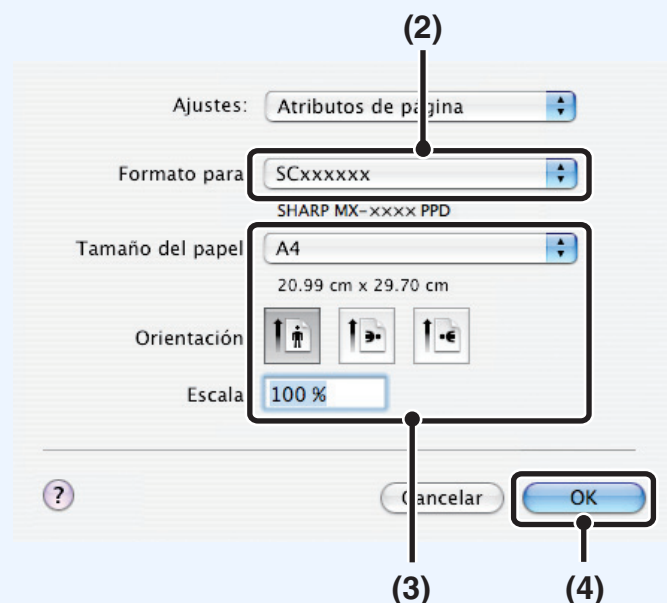 (2)
Ajustes: Atributos de página
Formato para SCxxxxxx
SHARP MX-xxxx PPD
Tamaño del papel A4
20.99 cm x 29.70 cm
Orientación
Escala 100 %
? Cancelar OK
(3) (4)